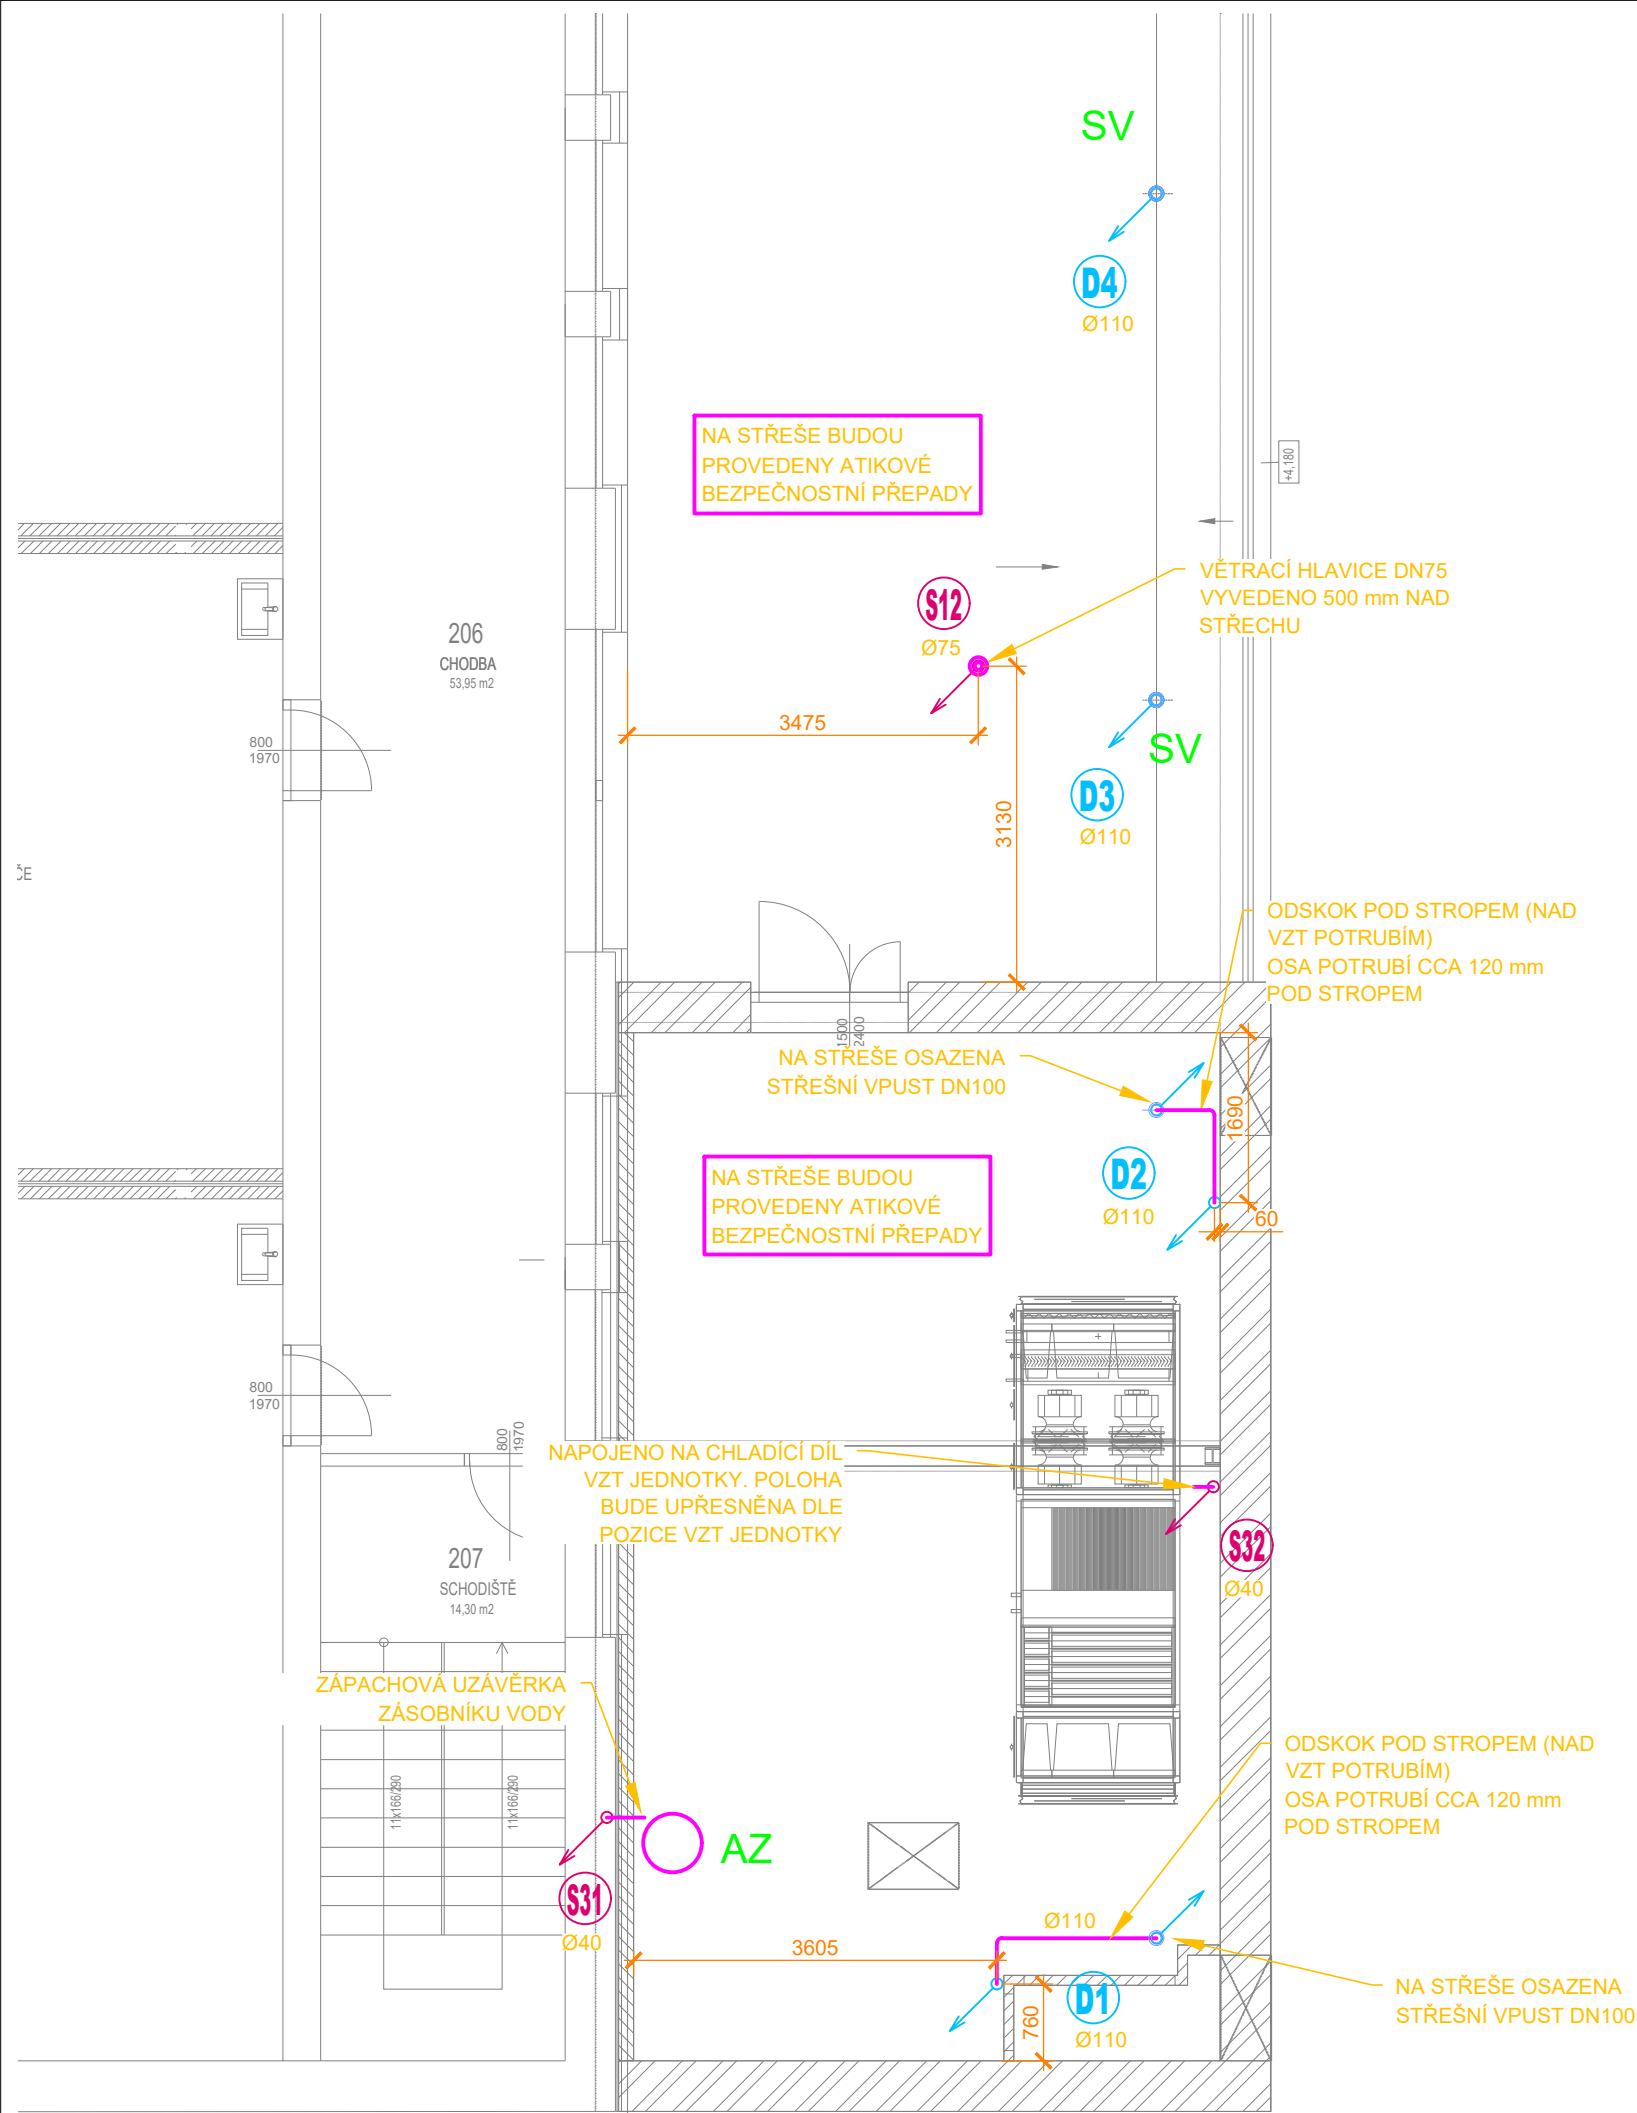 SV
D4
Ø110
NA STŘEŠE BUDOU
PROVEDENY ATIKOVÉ
BEZPEČNOSTNÍ PŘEPADY
+4,180
VĚTRACÍ HLAVICE DN75
VYVEDENO 500 mm NAD
STŘECHU
S12
Ø75
206
CHODBA
53,95 m2
3475
800
1970
SV
D3
Ø110
3130
ČE
ODSKOK POD STROPEM (NAD
VZT POTRUBÍM)
OSA POTRUBÍ CCA 120 mm
POD STROPEM
1500
2400
NA STŘEŠE OSAZENA
STŘEŠNÍ VPUST DN100
1690
D2
Ø110
60
NA STŘEŠE BUDOU
PROVEDENY ATIKOVÉ
BEZPEČNOSTNÍ PŘEPADY
800
1970
800
1970
NAPOJENO NA CHLADÍCÍ DÍL
VZT JEDNOTKY. POLOHA
BUDE UPŘESNĚNA DLE
POZICE VZT JEDNOTKY
S32
Ø40
207
SCHODIŠTĚ
14,30 m2
ZÁPACHOVÁ UZÁVĚRKA
ZÁSOBNÍKU VODY
11x166/290
11x166/290
AZ
S31
Ø40
ODSKOK POD STROPEM (NAD
VZT POTRUBÍM)
OSA POTRUBÍ CCA 120 mm
POD STROPEM
Ø110
3605
760
D1
Ø110
NA STŘEŠE OSAZENA
STŘEŠNÍ VPUST DN100